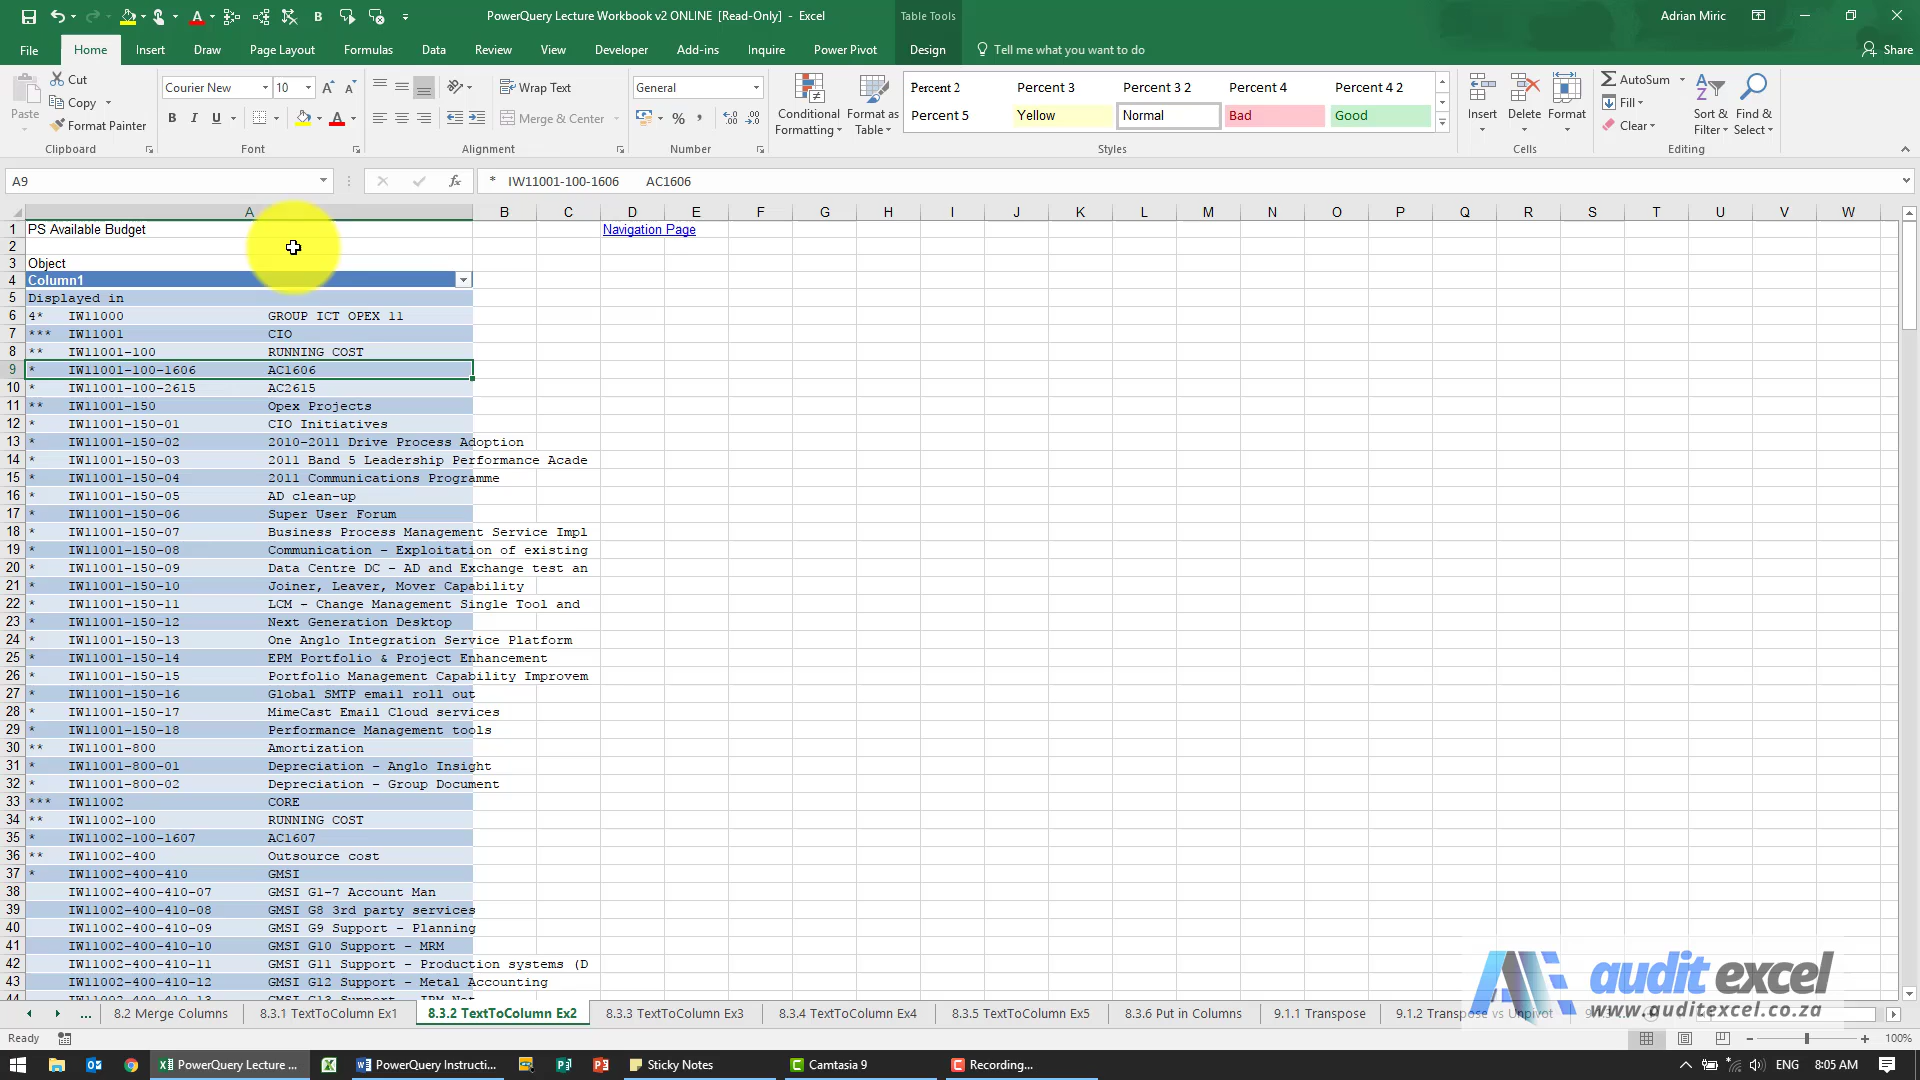 PowerQuery Lecture Workbook v2 ONLINE [Read-Only] - Excel
Table Tools
Adrian Miric
File Home Insert Draw Page Layout Formulas Data Review View Developer Add-ins Inquire Power Pivot Design Tell me what you want to do Share
Paste Cut Copy Format Painter Clipboard
Courier New 10 B I U Font
Wrap Text Merge & Center Alignment
General % Number
Conditional Formatting Format as Table
Percent 2 Percent 3 Percent 3 2 Percent 4 Percent 4 2
Percent 5 Yellow Normal Bad Good
Styles
Insert Delete Format Cells
AutoSum Fill Clear Sort & Filter Find & Select Editing
A9 fx * IW11001-100-1606 AC1606
A B C D E F G H I J K L M N O P Q R S T U V W
1 PS Available Budget Navigation Page
2
3 Object
4 Column1
5 Displayed in
6 4* IW11000 GROUP ICT OPEX 11
7 *** IW11001 CIO
8 ** IW11001-100 RUNNING COST
9 * IW11001-100-1606 AC1606
10 * IW11001-100-2615 AC2615
11 ** IW11001-150 Opex Projects
12 * IW11001-150-01 CIO Initiatives
13 * IW11001-150-02 2010-2011 Drive Process Adoption
14 * IW11001-150-03 2011 Band 5 Leadership Performance Acade
15 * IW11001-150-04 2011 Communications Programme
16 * IW11001-150-05 AD clean-up
17 * IW11001-150-06 Super User Forum
18 * IW11001-150-07 Business Process Management Service Impl
19 * IW11001-150-08 Communication - Exploitation of existing
20 * IW11001-150-09 Data Centre DC - AD and Exchange test an
21 * IW11001-150-10 Joiner, Leaver, Mover Capability
22 * IW11001-150-11 LCM - Change Management Single Tool and
23 * IW11001-150-12 Next Generation Desktop
24 * IW11001-150-13 One Anglo Integration Service Platform
25 * IW11001-150-14 EPM Portfolio & Project Enhancement
26 * IW11001-150-15 Portfolio Management Capability Improvem
27 * IW11001-150-16 Global SMTP email roll out
28 * IW11001-150-17 MimeCast Email Cloud services
29 * IW11001-150-18 Performance Management tools
30 ** IW11001-800 Amortization
31 * IW11001-800-01 Depreciation - Anglo Insight
32 * IW11001-800-02 Depreciation - Group Document
33 *** IW11002 CORE
34 ** IW11002-100 RUNNING COST
35 * IW11002-100-1607 AC1607
36 ** IW11002-400 Outsource cost
37 * IW11002-400-410 GMSI
38 IW11002-400-410-07 GMSI G1-7 Account Man
39 IW11002-400-410-08 GMSI G8 3rd party services
40 IW11002-400-410-09 GMSI G9 Support - Planning
41 IW11002-400-410-10 GMSI G10 Support - MRM
42 IW11002-400-410-11 GMSI G11 Support - Production systems (D
43 IW11002-400-410-12 GMSI G12 Support - Metal Accounting
audit excel
www.auditexcel.co.za
... 8.2 Merge Columns 8.3.1 TextToColumn Ex1 8.3.2 TextToColumn Ex2 8.3.3 TextToColumn Ex3 8.3.4 TextToColumn Ex4 8.3.5 TextToColumn Ex5 8.3.6 Put in Columns 9.1.1 Transpose 9.1.2 Transpose vs Unpivot
Ready 100%
PowerQuery Lecture ... PowerQuery Instructi... Sticky Notes Camtasia 9 Recording... ENG 8:05 AM